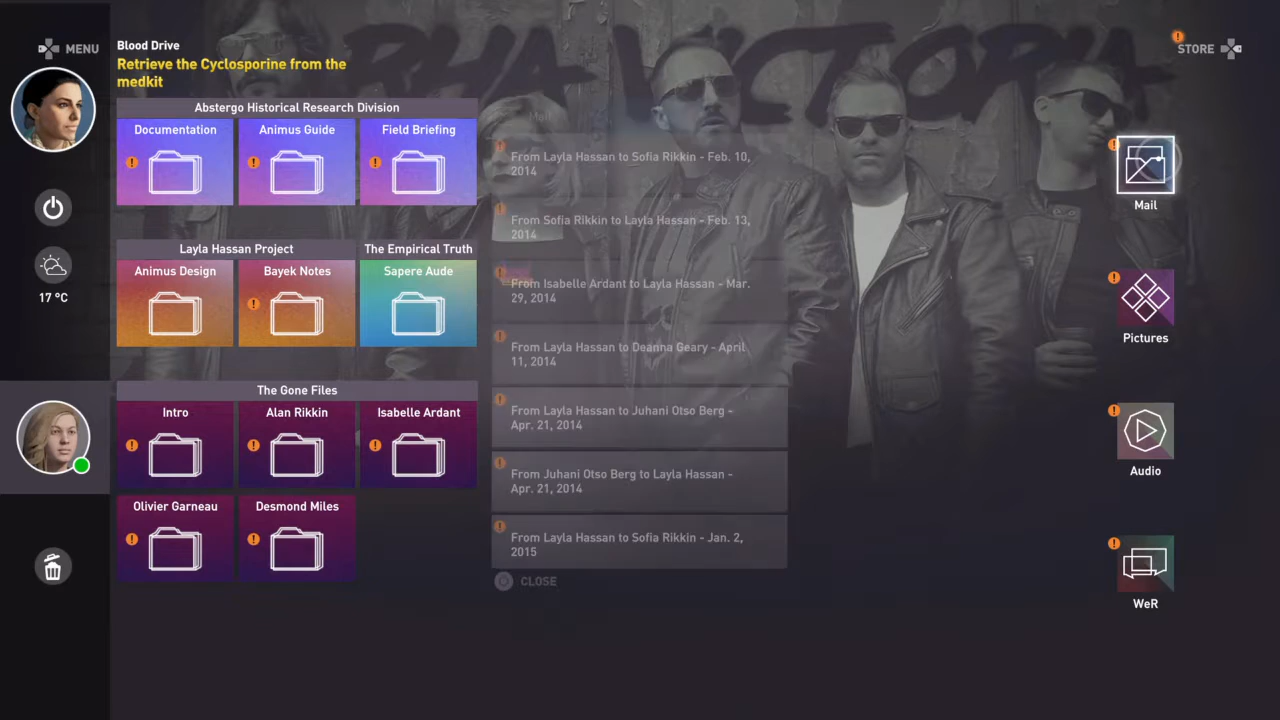 MENU
Blood Drive
Retrieve the Cyclosporine from the
medkit
STORE
Abstergo Historical Research Division
Documentation
Animus Guide
Field Briefing
Layla Hassan Project
The Empirical Truth
Animus Design
Bayek Notes
Sapere Aude
17 °C
The Gone Files
Intro
Alan Rikkin
Isabelle Ardant
Olivier Garneau
Desmond Miles
Mail
From Layla Hassan to Sofia Rikkin - Feb. 10,
2014
From Sofia Rikkin to Layla Hassan - Feb. 13,
2014
From Isabelle Ardant to Layla Hassan - Mar.
29, 2014
From Layla Hassan to Deanna Geary - April
11, 2014
From Layla Hassan to Juhani Otso Berg -
Apr. 21, 2014
From Juhani Otso Berg to Layla Hassan -
Apr. 21, 2014
From Layla Hassan to Sofia Rikkin - Jan. 2,
2015
CLOSE
Mail
Pictures
Audio
WeR